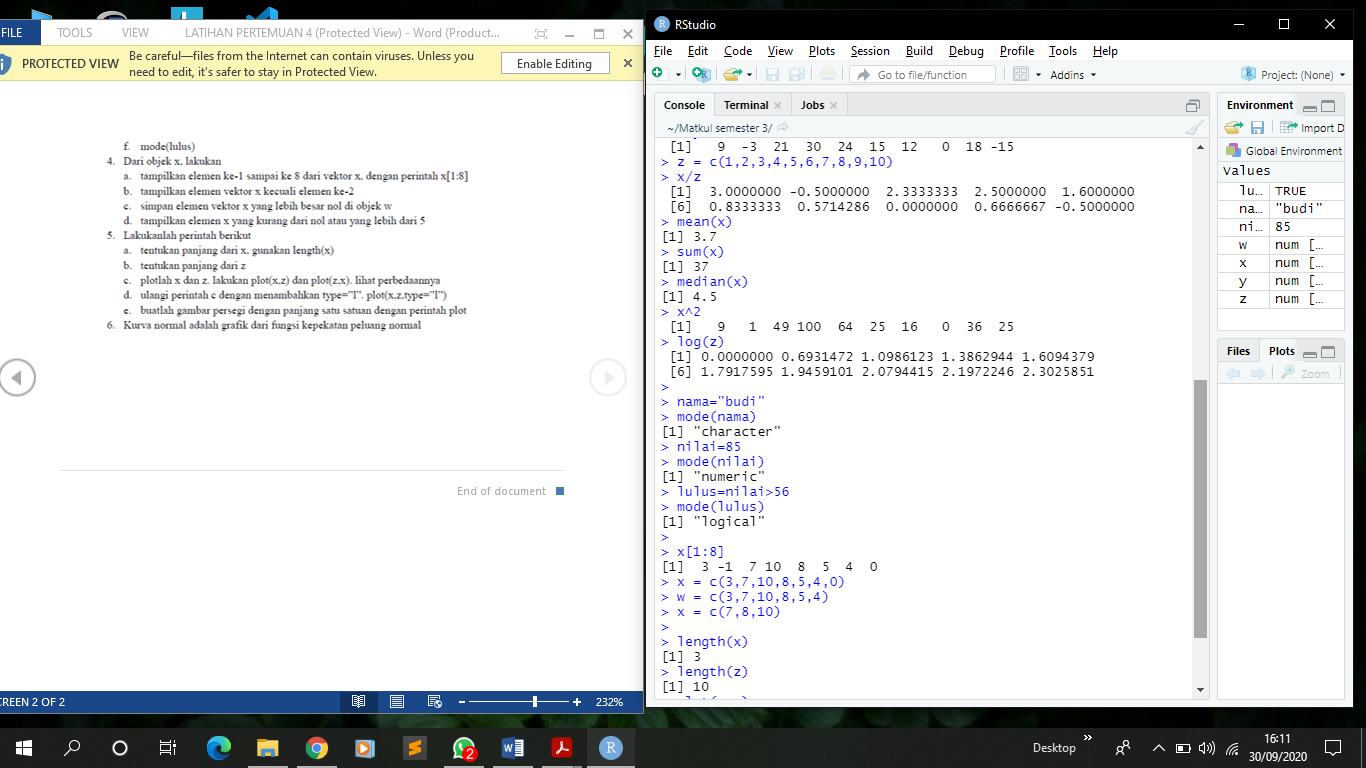 FILE TOOLS VIEW LATIHAN PERTEMUAN 4 (Protected View) - Word (Product...
PROTECTED VIEW Be careful—files from the Internet can contain viruses. Unless you
need to edit, it's safer to stay in Protected View.
Enable Editing
f. mode(lulus)
4. Dari objek x, lakukan
a. tampilkan elemen ke-1 sampai ke 8 dari vektor x, dengan perintah x[1:8]
b. tampilkan elemen vektor x kecuali elemen ke-2
c. simpan elemen vektor x yang lebih besar nol di objek w
d. tampilkan elemen x yang kurang dari nol atau yang lebih dari 5
5. Lakukanlah perintah berikut
a. tentukan panjang dari x, gunakan length(x)
b. tentukan panjang dari z
c. plotlah x dan z. lakukan plot(x,z) dan plot(z,x). lihat perbedaannya
d. ulangi perintah c dengan menambahkan type="l". plot(x,z,type="l")
e. buatlah gambar persegi dengan panjang satu satuan dengan perintah plot
6. Kurva normal adalah grafik dari fungsi kepekatan peluang normal
End of document
CREEN 2 OF 2
232%
RStudio
File Edit Code View Plots Session Build Debug Profile Tools Help
Go to file/function
Addins
Project: (None)
Console Terminal Jobs
~/Matkul semester 3/
[1] 9 -3 21 30 24 15 12 0 18 -15
> z = c(1,2,3,4,5,6,7,8,9,10)
> x/z
[1] 3.0000000 -0.5000000 2.3333333 2.5000000 1.6000000
[6] 0.8333333 0.5714286 0.0000000 0.6666667 -0.5000000
> mean(x)
[1] 3.7
> sum(x)
[1] 37
> median(x)
[1] 4.5
> x^2
[1] 9 1 49 100 64 25 16 0 36 25
> log(z)
[1] 0.0000000 0.6931472 1.0986123 1.3862944 1.6094379
[6] 1.7917595 1.9459101 2.0794415 2.1972246 2.3025851
>
> nama="budi"
> mode(nama)
[1] "character"
> nilai=85
> mode(nilai)
[1] "numeric"
> lulus=nilai>56
> mode(lulus)
[1] "logical"
>
> x[1:8]
[1] 3 -1 7 10 8 5 4 0
> x = c(3,7,10,8,5,4,0)
> w = c(3,7,10,8,5,4)
> x = c(7,8,10)
>
> length(x)
[1] 3
> length(z)
[1] 10
Environment
Import D
Global Environment
Values
lu... TRUE
na... "budi"
ni... 85
w num [...
x num [...
y num [...
z num [...
Files Plots
Zoom
2
Desktop
16:11
30/09/2020